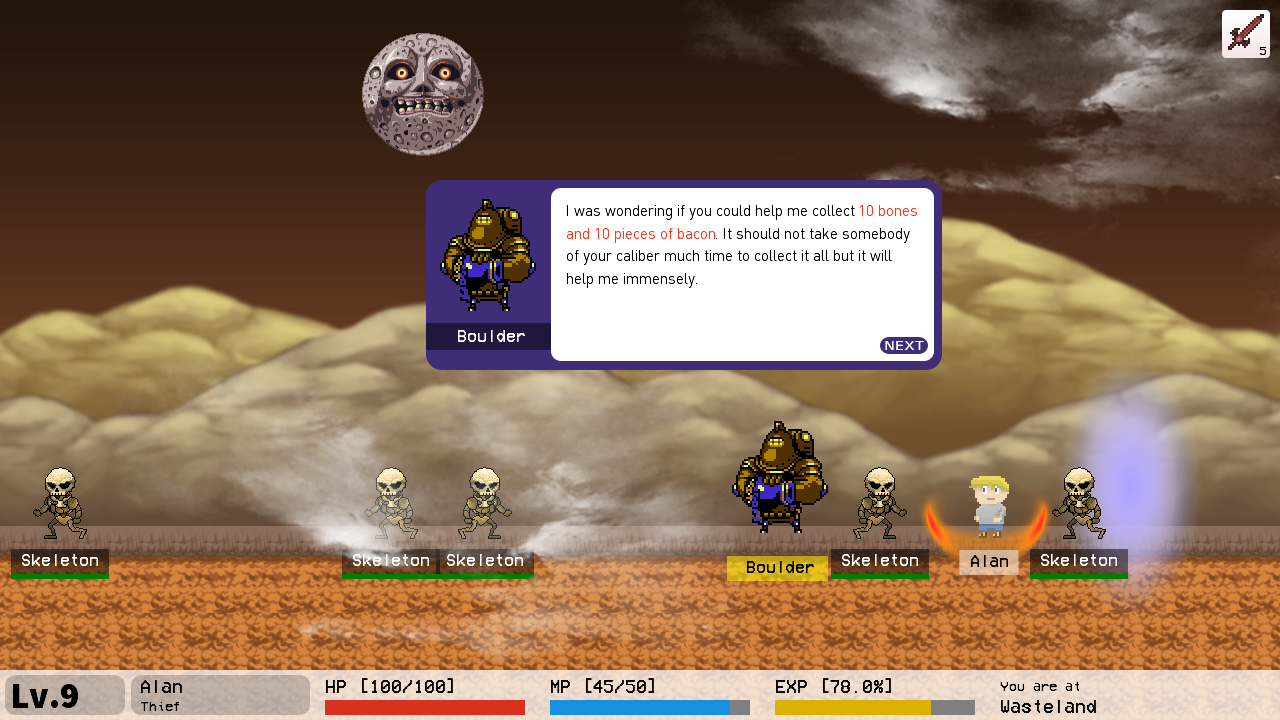 5
I was wondering if you could help me collect 10 bones
and 10 pieces of bacon. It should not take somebody
of your caliber much time to collect it all but it will
help me immensely.
Boulder
NEXT
Skeleton
Skeleton
Skeleton
Boulder
Skeleton
Alan
Skeleton
Lv.9
Alan
Thief
HP [100/100]
MP [45/50]
EXP [78.0%]
You are at
Wasteland